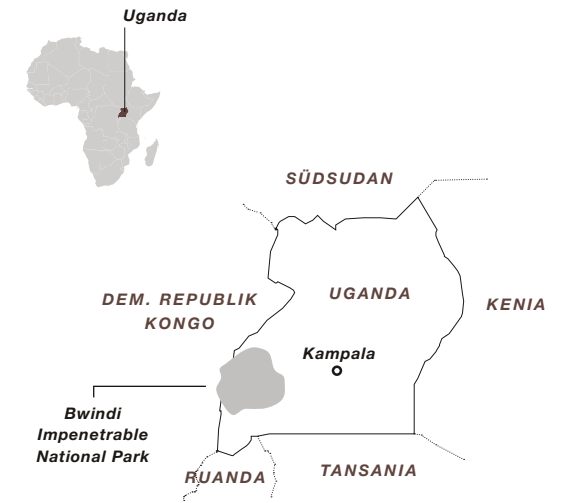 Uganda
SÜDSUDAN
DEM. REPUBLIK
KONGO
UGANDA
KENIA
Kampala
Bwindi
Impenetrable
National Park
RUANDA
TANSANIA